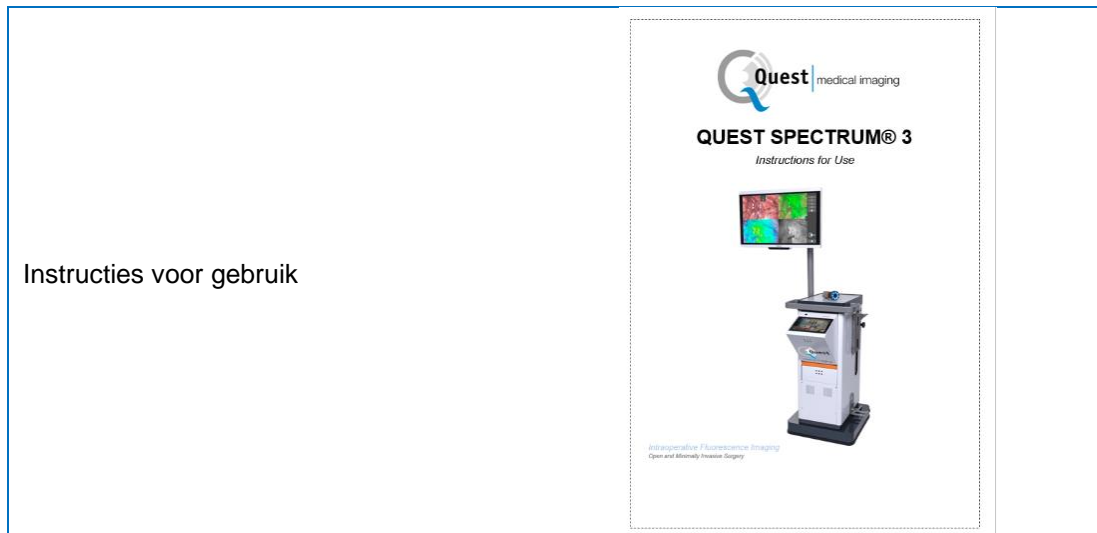 Instructies voor gebruik
Quest medical imaging
QUEST SPECTRUM® 3
Instructions for Use
Quest
Intraoperative Fluorescence Imaging
Open and Minimally Invasive Surgery